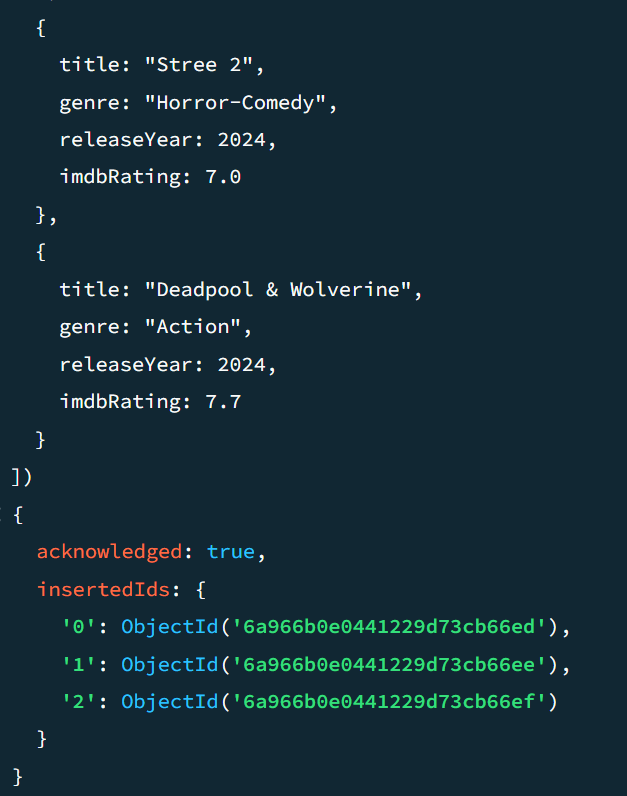 {
title: "Stree 2",
genre: "Horror-Comedy",
releaseYear: 2024,
imdbRating: 7.0
},
{
title: "Deadpool & Wolverine",
genre: "Action",
releaseYear: 2024,
imdbRating: 7.7
}
])
{
acknowledged: true,
insertedIds: {
'0': ObjectId('6a966b0e0441229d73cb66ed'),
'1': ObjectId('6a966b0e0441229d73cb66ee'),
'2': ObjectId('6a966b0e0441229d73cb66ef')
}
}